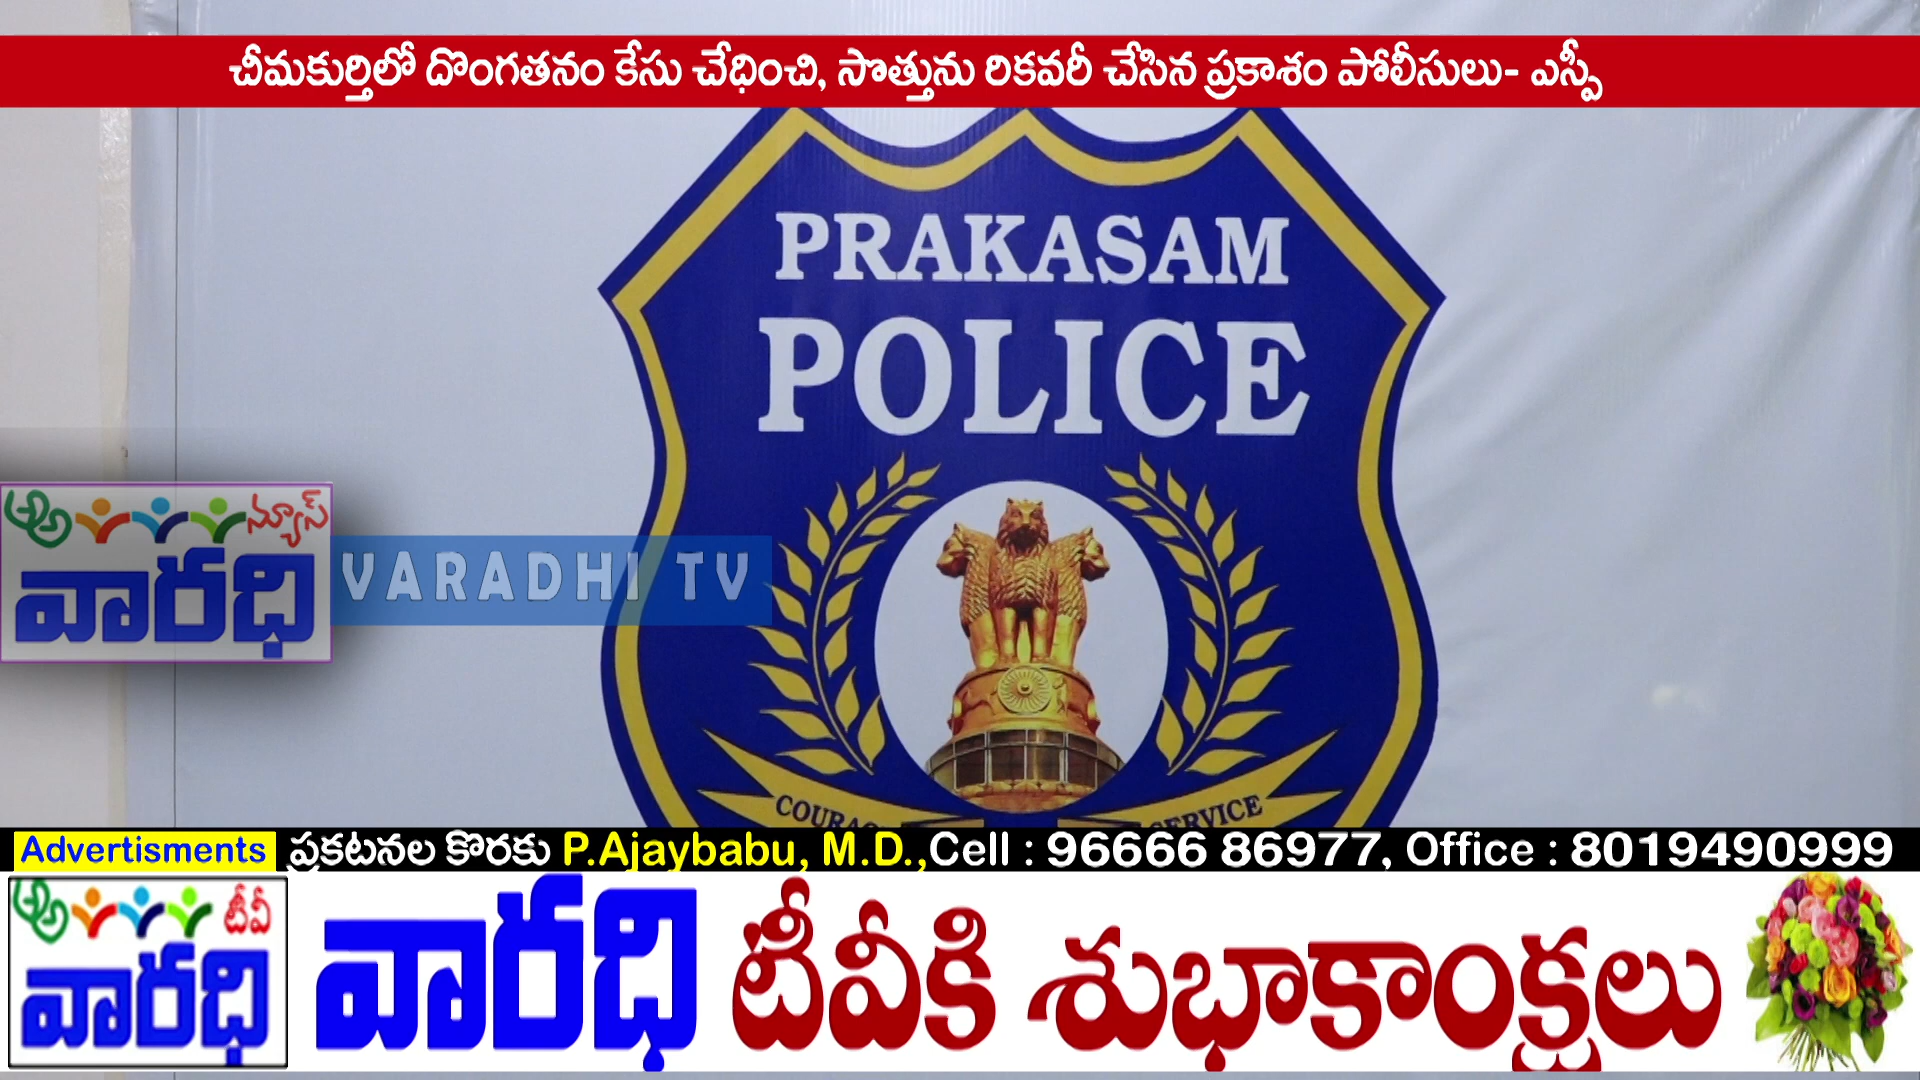 చీమకుర్తిలో దొంగతనం కేసు చేధించి, సొత్తును రికవరీ చేసిన ప్రకాశం పోలీసులు- ఎస్పీ
PRAKASAM
POLICE
న్యూస్
వారధి
VARADHI TV
SERVICE
Advertisments ప్రకటనల కొరకు P.Ajaybabu, M.D.,Cell : 96666 86977, Office : 8019490999
టీవీ
వారధి
వారధి టీవీకి శుభాకాంక్షలు